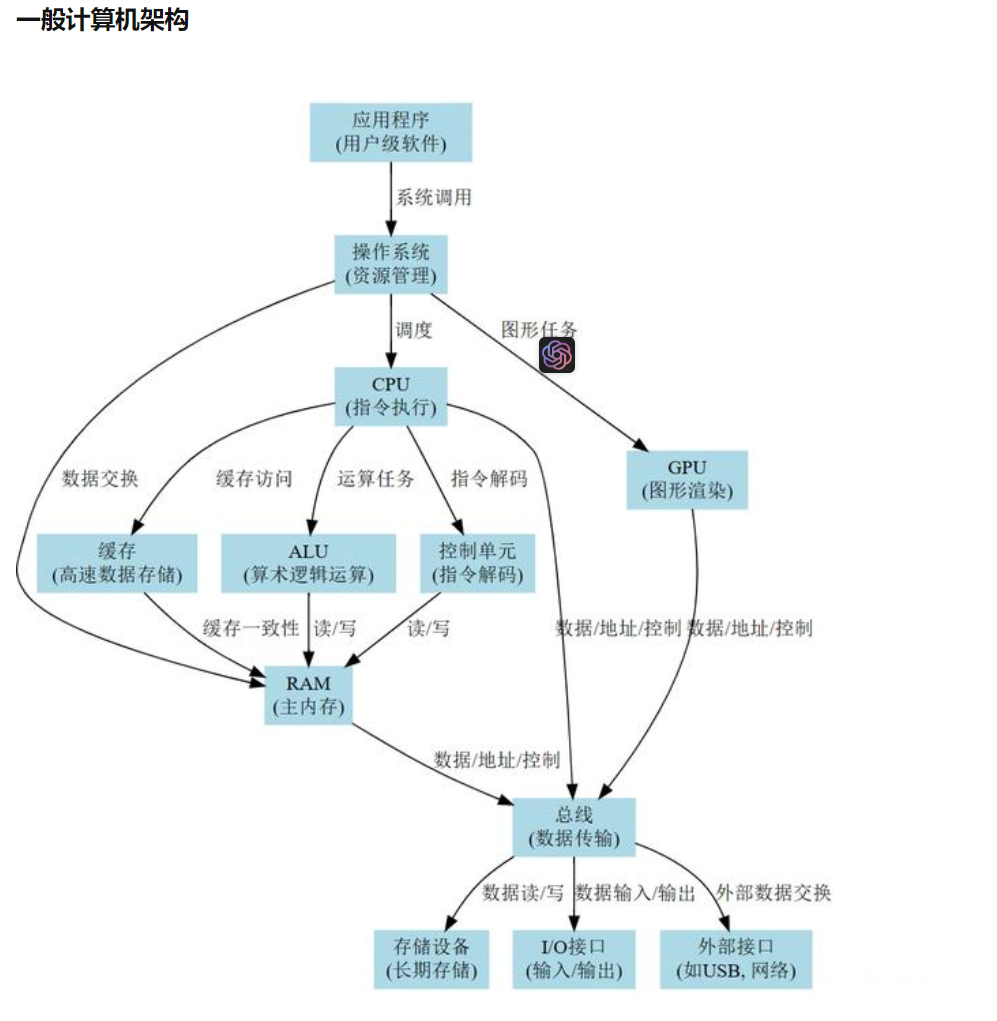 一般计算机架构
应用程序
(用户级软件)
系统调用
操作系统
(资源管理)
调度
图形任务
CPU
(指令执行)
GPU
(图形渲染)
数据交换
缓存访问
运算任务
指令解码
缓存
(高速数据存储)
ALU
(算术逻辑运算)
控制单元
(指令解码)
缓存一致性
读/写
读/写
数据/地址/控制
数据/地址/控制
RAM
(主内存)
数据/地址/控制
总线
(数据传输)
数据读/写
数据输入/输出
外部数据交换
存储设备
(长期存储)
I/O接口
(输入/输出)
外部接口
(如USB, 网络)